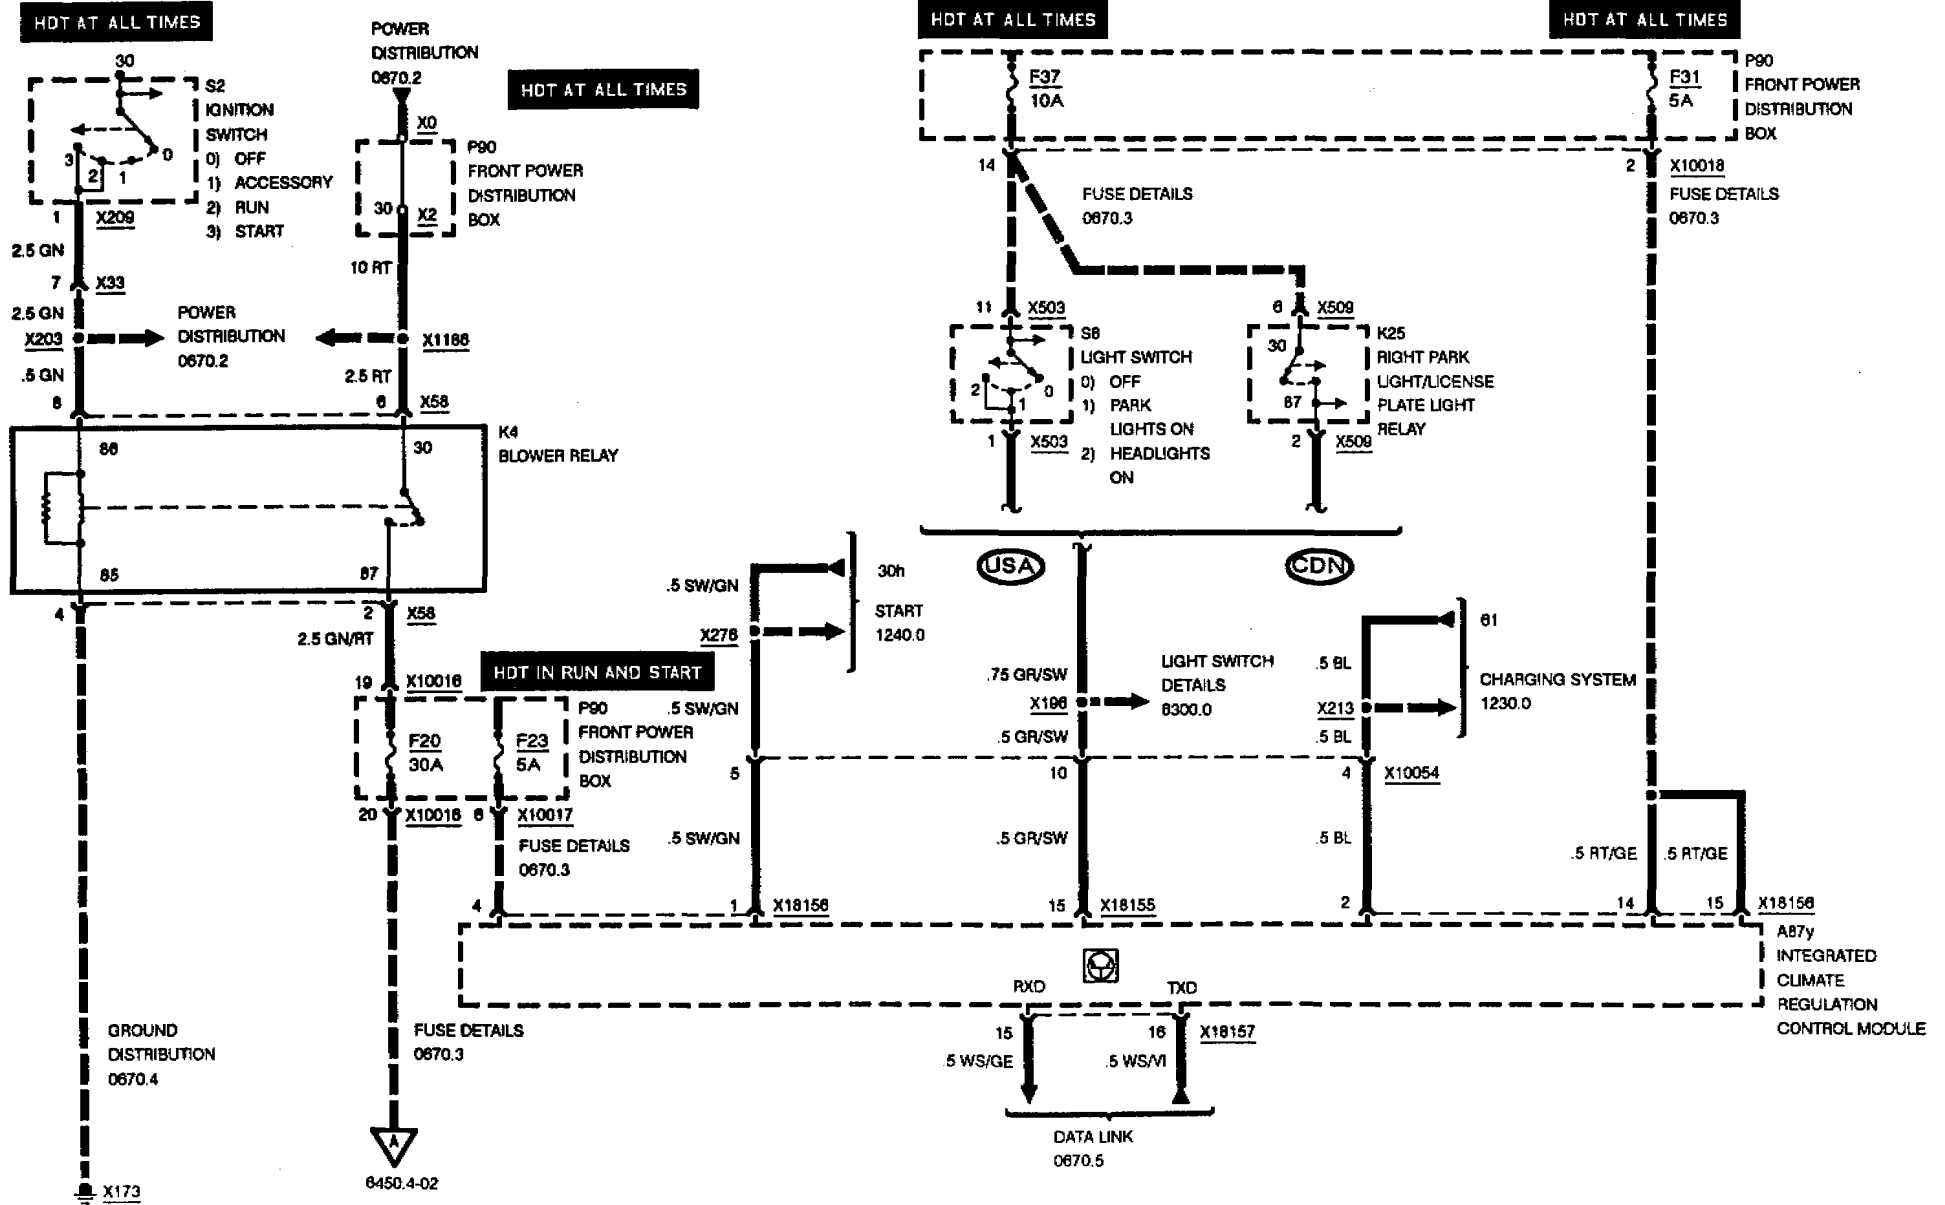 HOT AT ALL TIMES
30
S2
IGNITION
SWITCH
0) OFF
1) ACCESSORY
2) RUN
3) START
3
2
1
0
1
X209
2.5 GN
7
X33
2.5 GN
X203
.5 GN
POWER
DISTRIBUTION
0670.2
POWER
DISTRIBUTION
0670.2
HOT AT ALL TIMES
X0
P90
FRONT POWER
DISTRIBUTION
BOX
30
X2
10 RT
X1186
2.5 RT
8
6
X58
K4
BLOWER RELAY
86
30
85
87
4
2
X58
2.5 GN/RT
HOT IN RUN AND START
19
X10016
P90
FRONT POWER
DISTRIBUTION
BOX
F20
30A
F23
5A
20
X10016
6
X10017
FUSE DETAILS
0670.3
4
GROUND
DISTRIBUTION
0670.4
X173
FUSE DETAILS
0670.3
A
6450.4-02
HOT AT ALL TIMES
HOT AT ALL TIMES
F37
10A
F31
5A
P90
FRONT POWER
DISTRIBUTION
BOX
14
2
X10018
FUSE DETAILS
0670.3
FUSE DETAILS
0670.3
11
X503
S8
LIGHT SWITCH
0) OFF
1) PARK
LIGHTS ON
2) HEADLIGHTS
ON
2
1
0
1
X503
6
X509
30
87
K25
RIGHT PARK
LIGHT/LICENSE
PLATE LIGHT
RELAY
2
X509
USA
CDN
.5 SW/GN
30h
START
1240.0
X276
.5 SW/GN
.75 GR/SW
X196
LIGHT SWITCH
DETAILS
6300.0
.5 GR/SW
61
.5 BL
CHARGING SYSTEM
1230.0
X213
.5 BL
5
10
4
X10054
.5 SW/GN
.5 GR/SW
.5 BL
.5 RT/GE
.5 RT/GE
1
X18156
15
X18155
2
14
15
X18156
A87y
INTEGRATED
CLIMATE
REGULATION
CONTROL MODULE
RXD
TXD
15
16
X18157
.5 WS/GE
.5 WS/VI
DATA LINK
0670.5